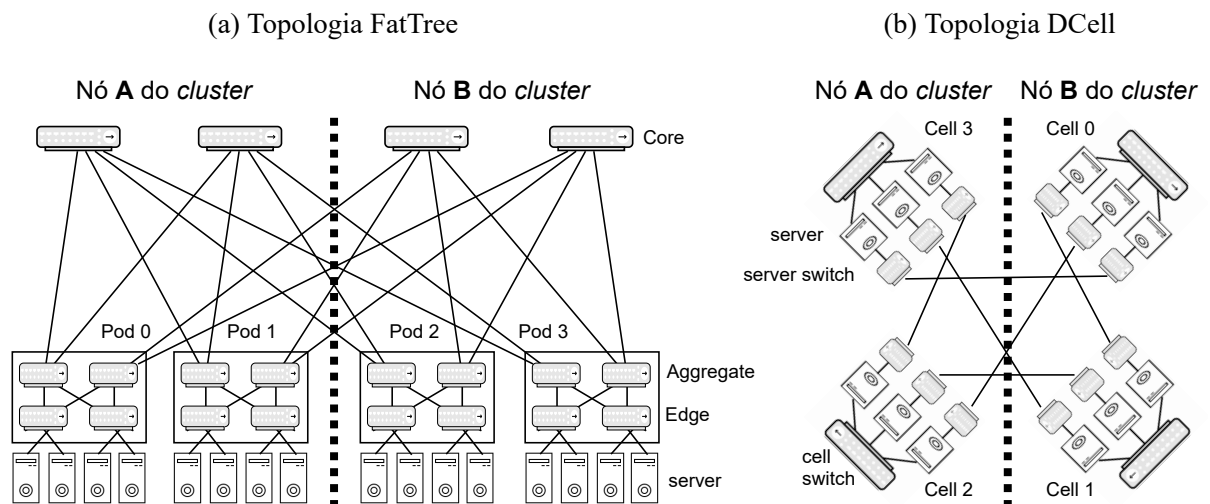 (a) Topologia FatTree
(b) Topologia DCell
Nó A do cluster
Nó B do cluster
Nó A do cluster
Nó B do cluster
Core
Cell 3
Cell 0
server
server switch
Pod 0
Pod 1
Pod 2
Pod 3
Aggregate
Edge
server
cell
switch
Cell 2
Cell 1